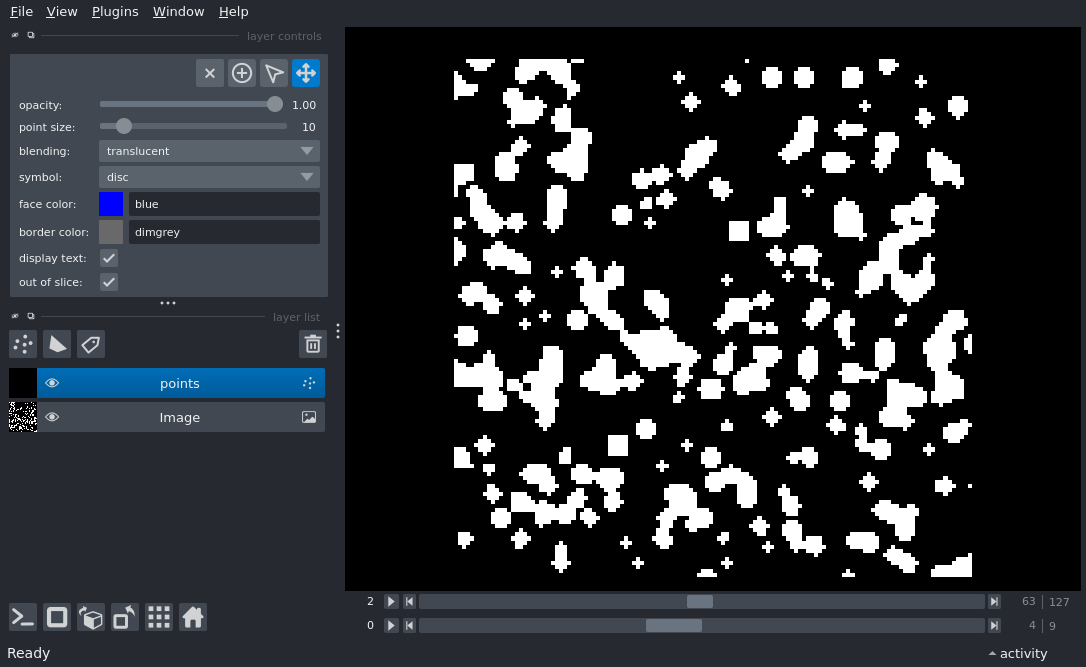 File View Plugins Window Help
layer controls
opacity: 1.00
point size: 10
blending: translucent
symbol: disc
face color: blue
border color: dimgrey
display text:
out of slice:
layer list
points
Image
2 63 127
0 4 9
Ready activity